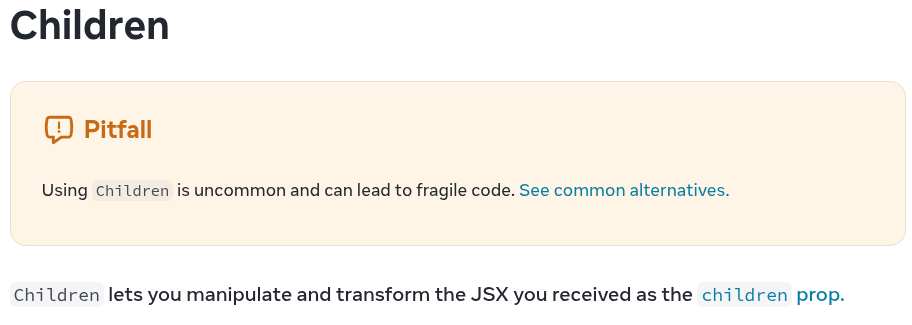 Children
Pitfall
Using Children is uncommon and can lead to fragile code. See common alternatives.
Children lets you manipulate and transform the JSX you received as the children prop.